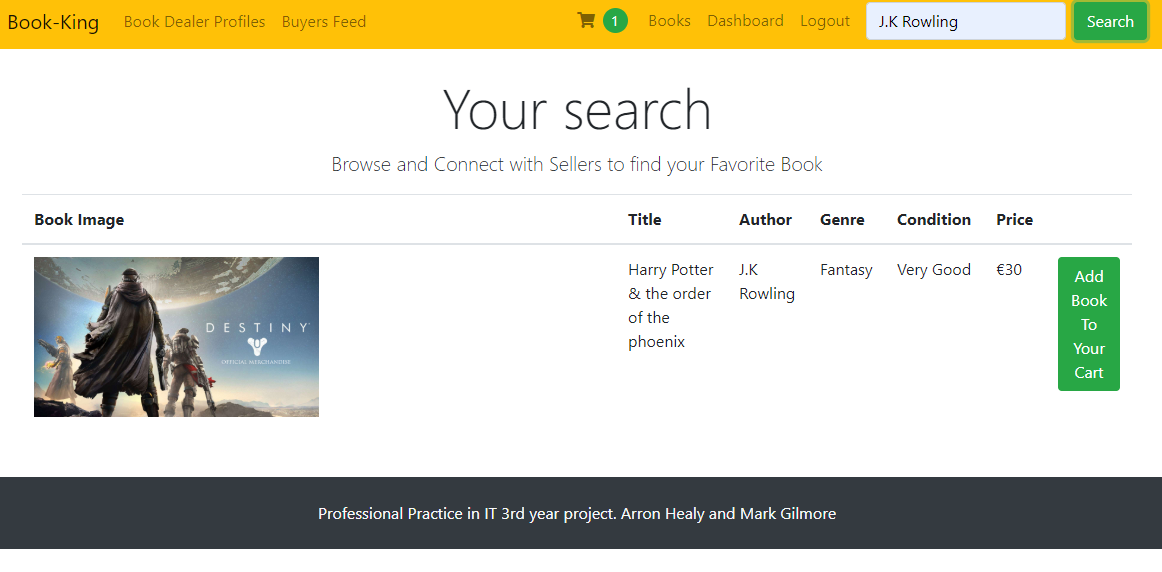 Book-King Book Dealer Profiles Buyers Feed 1 Books Dashboard Logout J.K Rowling Search
Your search
Browse and Connect with Sellers to find your Favorite Book
Book Image Title Author Genre Condition Price
DESTINY
OFFICIAL MERCHANDISE
Harry Potter
& the order
of the
phoenix
J.K
Rowling
Fantasy
Very Good
€30
Add
Book
To
Your
Cart
Professional Practice in IT 3rd year project. Arron Healy and Mark Gilmore